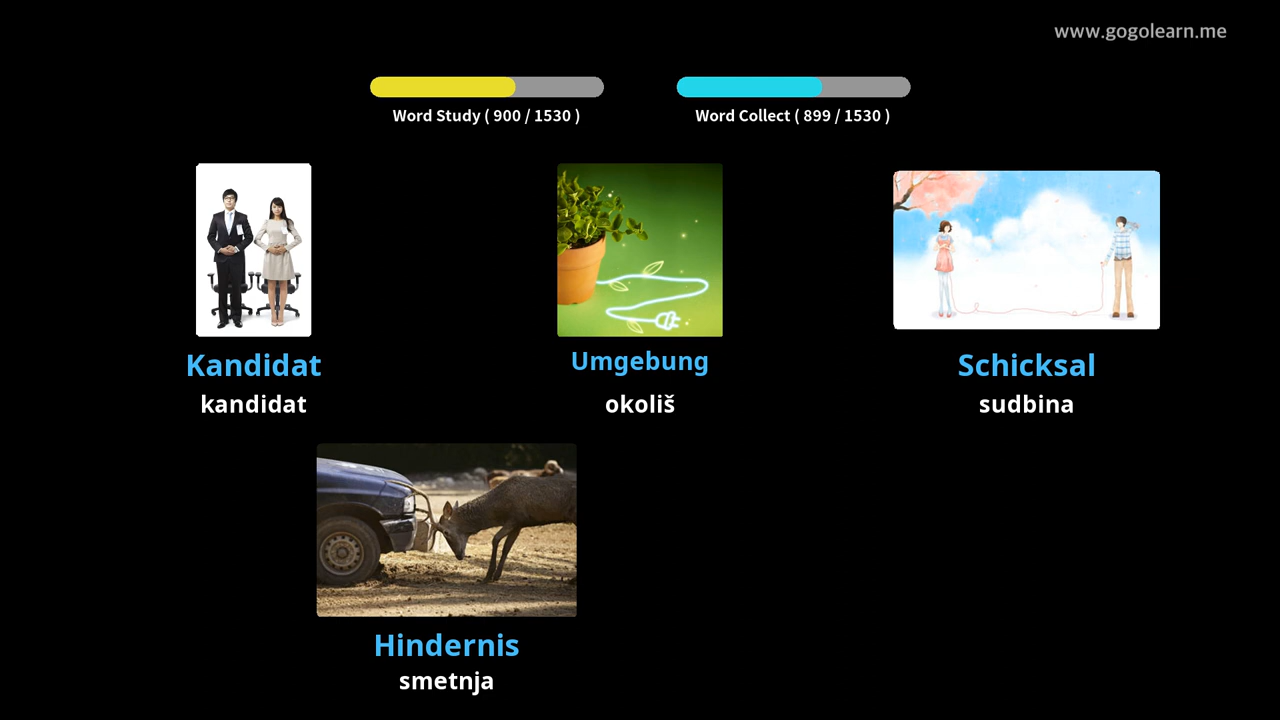 www.gogolearn.me
Word Study ( 900 / 1530 )
Word Collect ( 899 / 1530 )
Kandidat
kandidat
Umgebung
okoliš
Schicksal
sudbina
Hindernis
smetnja